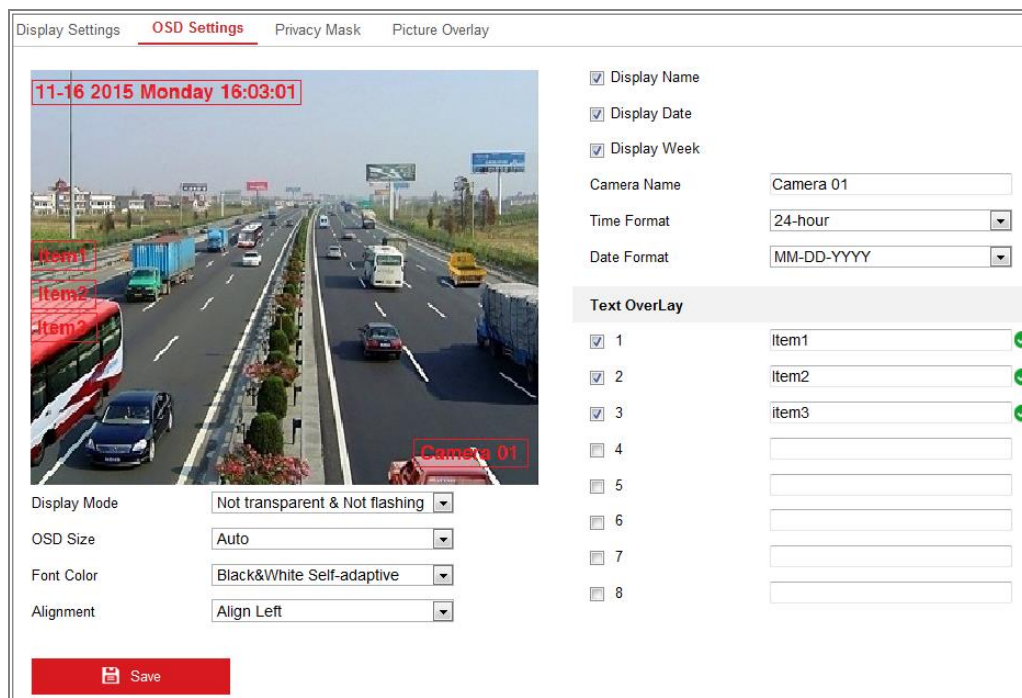 Display Settings OSD Settings Privacy Mask Picture Overlay
11-16 2015 Monday 16:03:01
Item1
Item2
Item3
Camera 01
Display Mode Not transparent & Not flashing
OSD Size Auto
Font Color Black&White Self-adaptive
Alignment Align Left
Save
Display Name
Display Date
Display Week
Camera Name Camera 01
Time Format 24-hour
Date Format MM-DD-YYYY
Text OverLay
1 Item1
2 Item2
3 item3
4
5
6
7
8